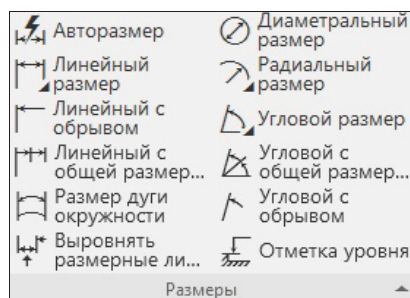 Авторазмер
Линейный
размер
Линейный с
обрывом
Линейный с
общей размер...
Размер дуги
окружности
Выровнять
размерные ли...
Диаметральный
размер
Радиальный
размер
Угловой размер
Угловой с
общей размер...
Угловой с
обрывом
Отметка уровня
Размеры